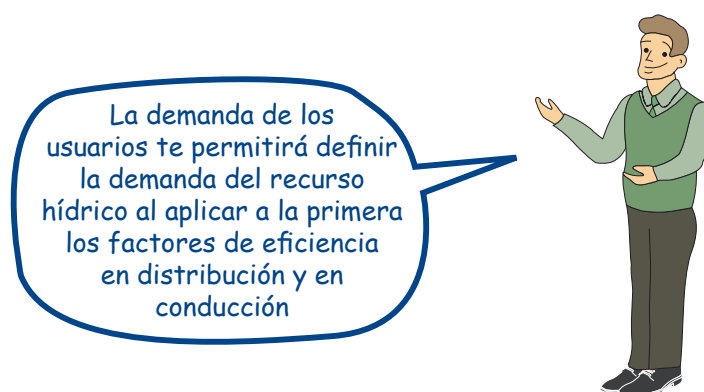 La demanda de los
usuarios te permitirá definir
la demanda del recurso
hídrico al aplicar a la primera
los factores de eficiencia
en distribución y en
conducción